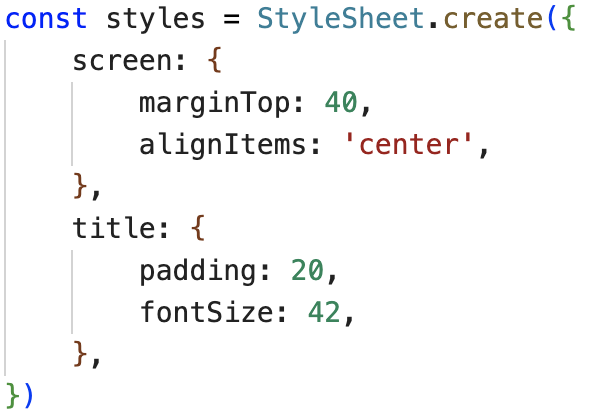 const styles = StyleSheet.create({
    screen: {
        marginTop: 40,
        alignItems: 'center',
    },
    title: {
        padding: 20,
        fontSize: 42,
    },
})